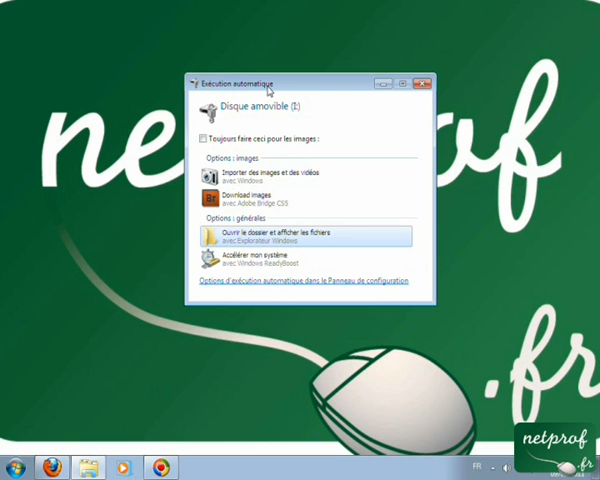 netprof
.fr
Exécution automatique
Disque amovible (I:)
Toujours faire ceci pour les images :
Options : images
Importer des images et des vidéos
avec Windows
Br
Download images
avec Adobe Bridge CS5
Options : générales
Ouvrir le dossier et afficher les fichiers
avec Explorateur Windows
Accélérer mon système
avec Windows ReadyBoost
Options d'exécution automatique dans le Panneau de configuration
FR
netprof
.fr